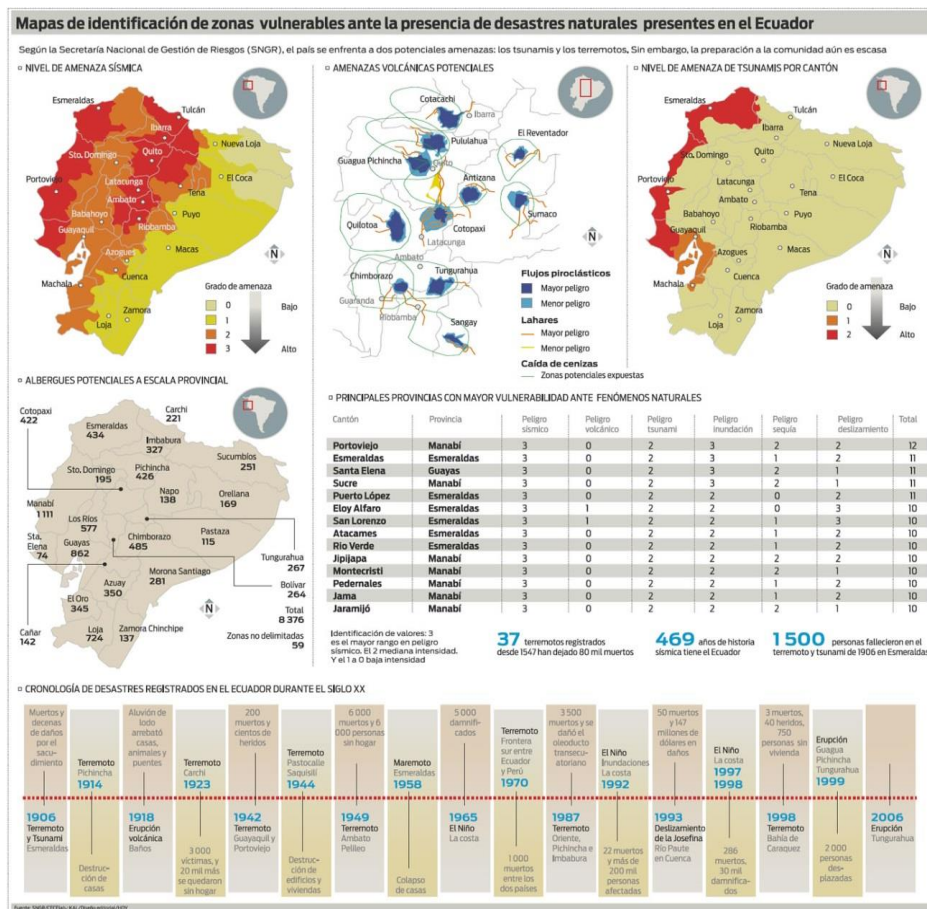 Mapas de identificación de zonas vulnerables ante la presencia de desastres naturales presentes en el Ecuador
Según la Secretaría Nacional de Gestión de Riesgos (SNGR), el país se enfrenta a dos potenciales amenazas: los tsunamis y los terremotos, Sin embargo, la preparación a la comunidad aún es escasa
NIVEL DE AMENAZA SÍSMICA
Esmeraldas
Tulcán
Ibarra
Nueva Loja
Sto. Domingo
Quito
El Coca
Portoviejo
Latacunga
Tena
Ambato
Puyo
Babahoyo
Riobamba
Guayaquil
Macas
Azogues
N
Cuenca
Machala
Zamora
Loja
Grado de amenaza
0
Bajo
1
2
3
Alto
AMENAZAS VOLCÁNICAS POTENCIALES
Cotacachi
Ibarra
Pululahua
El Reventador
Guagua Pichincha
Quito
Antizana
Sumaco
Quilotoa
Cotopaxi
Latacunga
N
Ambato
Chimborazo
Tungurahua
Guaranda
Riobamba
Sangay
Flujos piroclásticos
Mayor peligro
Menor peligro
Lahares
Mayor peligro
Menor peligro
Caída de cenizas
Zonas potenciales expuestas
NIVEL DE AMENAZA DE TSUNAMIS POR CANTÓN
Esmeraldas
Tulcán
Ibarra
Nueva Loja
Sto. Domingo
Quito
El Coca
Portoviejo
Latacunga
Tena
Ambato
Babahoyo
Puyo
Riobamba
Guayaquil
Macas
Azogues
N
Cuenca
Machala
Loja
Zamora
Grado de amenaza
0
Bajo
1
2
Alto
ALBERGUES POTENCIALES A ESCALA PROVINCIAL
Cotopaxi
422
Carchi
221
Esmeraldas
434
Imbabura
327
Sucumbíos
251
Sto. Domingo
195
Pichincha
426
Napo
138
Orellana
169
Manabí
1 111
Los Ríos
577
Pastaza
115
Sta.
Elena
74
Guayas
862
Chimborazo
485
Tungurahua
267
Morona Santiago
281
Azuay
350
Bolívar
264
El Oro
345
N
Total
8 376
Cañar
142
Loja
724
Zamora Chinchipe
137
Zonas no delimitadas
59
PRINCIPALES PROVINCIAS CON MAYOR VULNERABILIDAD ANTE FENÓMENOS NATURALES
Cantón Provincia Peligro sísmico Peligro volcánico Peligro tsunami Peligro inundación Peligro sequía Peligro deslizamiento Total
Portoviejo Manabí 3 0 2 3 2 2 12
Esmeraldas Esmeraldas 3 0 2 3 1 2 11
Santa Elena Guayas 3 0 2 3 2 1 11
Sucre Manabí 3 0 2 3 2 1 11
Puerto López Esmeraldas 3 0 2 2 0 2 11
Eloy Alfaro Esmeraldas 3 1 2 2 0 3 10
San Lorenzo Esmeraldas 3 1 2 2 1 3 10
Atacames Esmeraldas 3 0 2 2 1 2 10
Rio Verde Esmeraldas 3 0 2 2 1 2 10
Jipijapa Manabí 3 0 2 2 2 2 10
Montecristi Manabí 3 0 2 2 2 1 10
Pedernales Manabí 3 0 2 2 1 2 10
Jama Manabí 3 0 2 2 1 2 10
Jaramijó Manabí 3 0 2 2 2 1 10
Identificación de valores: 3
es el mayor rango en peligro
sísmico. El 2 mediana intensidad.
Y el 1 a 0 baja intensidad
37 terremotos registrados
desde 1547 han dejado 80 mil muertos
469 años de historia
sísmica tiene el Ecuador
1 500 personas fallecieron en el
terremoto y tsunami de 1906 en Esmeraldas
CRONOLOGÍA DE DESASTRES REGISTRADOS EN EL ECUADOR DURANTE EL SIGLO XX
Muertos y
decenas
de daños
por el
sacu-
dimiento
1906
Terremoto
y Tsunami
Esmeraldas
Terremoto
Pichincha
1914
Destruc-
ción de
casas
Aluvión de
lodo
arrebató
casas,
animales y
puentes
1918
Erupción
volcánica
Baños
Terremoto
Carchi
1923
3 000
víctimas, y
20 mil más
se quedaron
sin hogar
200
muertos y
cientos de
heridos
1942
Terremoto
Guayaquil y
Portoviejo
Terremoto
Pastocalle
Saquisilí
1944
Destruc-
ción de
edificios y
viviendas
6 000
muertos y 6
000 personas
sin hogar
1949
Terremoto
Ambato
Pelileo
Maremoto
Esmeraldas
1958
Colapso
de casas
5 000
damnifi-
cados
1965
El Niño
La costa
Terremoto
Frontera
sur entre
Ecuador
y Perú
1970
1 000
muertos
entre los
dos países
3 500
muertos y se
dañó el
oleoducto
transecu-
atoriano
1987
Terremoto
Oriente,
Pichincha e
Imbabura
El Niño
Inundaciones
La costa
1992
22 muertos
y más de
200 mil
personas
afectadas
50 muertos
y 147
millones de
dólares en
daños
1993
Deslizamiento
de la Josefina
Río Paute
en Cuenca
El Niño
La costa
1997
1998
286
muertos,
30 mil
damnifi-
cados
3 muertos,
40 heridos,
750
personas sin
vivienda
1998
Terremoto
Bahía de
Caraquez
Erupción
Guagua
Pichincha
Tungurahua
1999
2 000
personas
des-
plazadas
2006
Erupción
Tungurahua